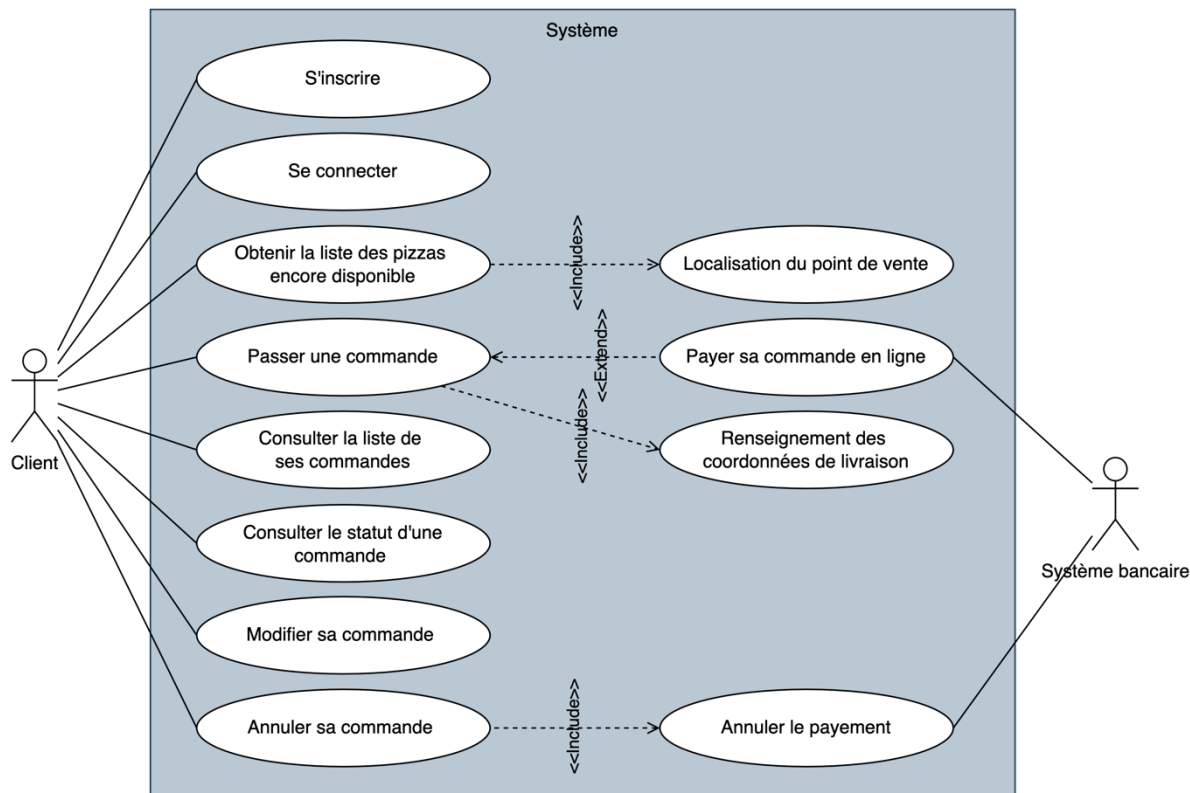 Système
S'inscrire
Se connecter
Obtenir la liste des pizzas
encore disponible
<<Include>>
Localisation du point de vente
Passer une commande
<<Extend>>
Payer sa commande en ligne
Client
Consulter la liste de
ses commandes
<<Include>>
Renseignement des
coordonnées de livraison
Consulter le statut d'une
commande
Système bancaire
Modifier sa commande
Annuler sa commande
<<Include>>
Annuler le payement